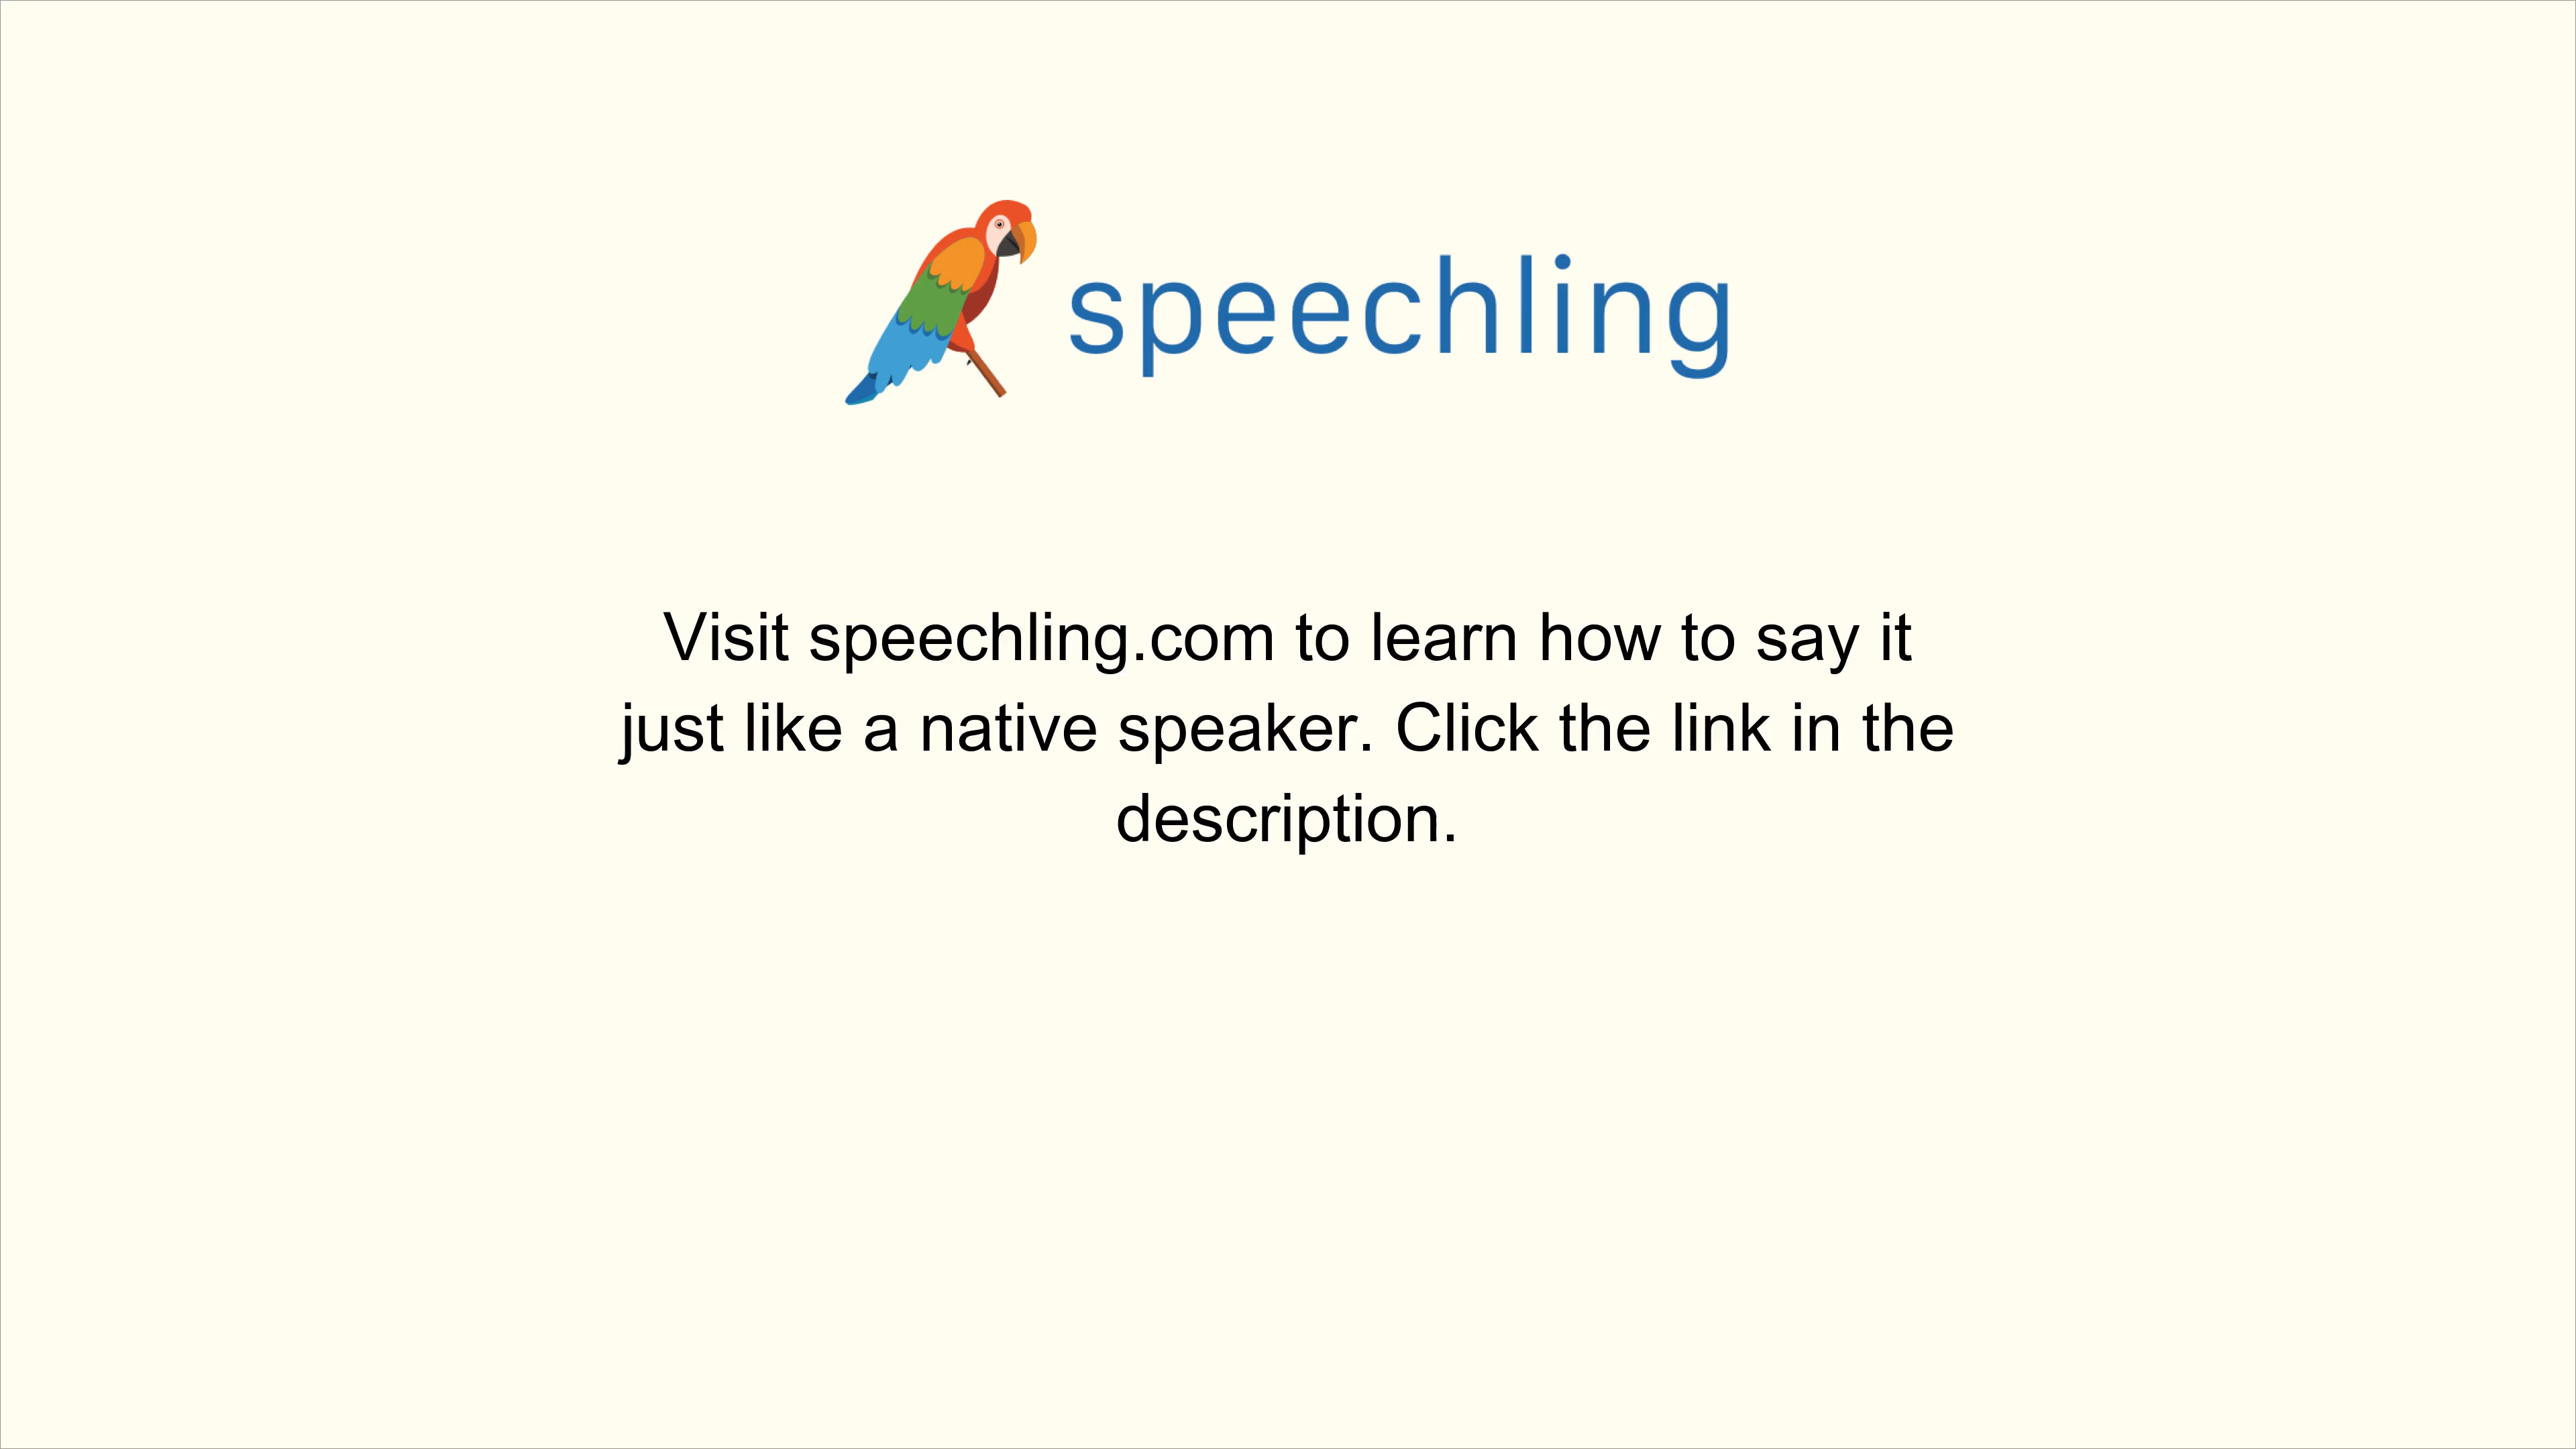 speechling
Visit speechling.com to learn how to say it
just like a native speaker. Click the link in the
description.